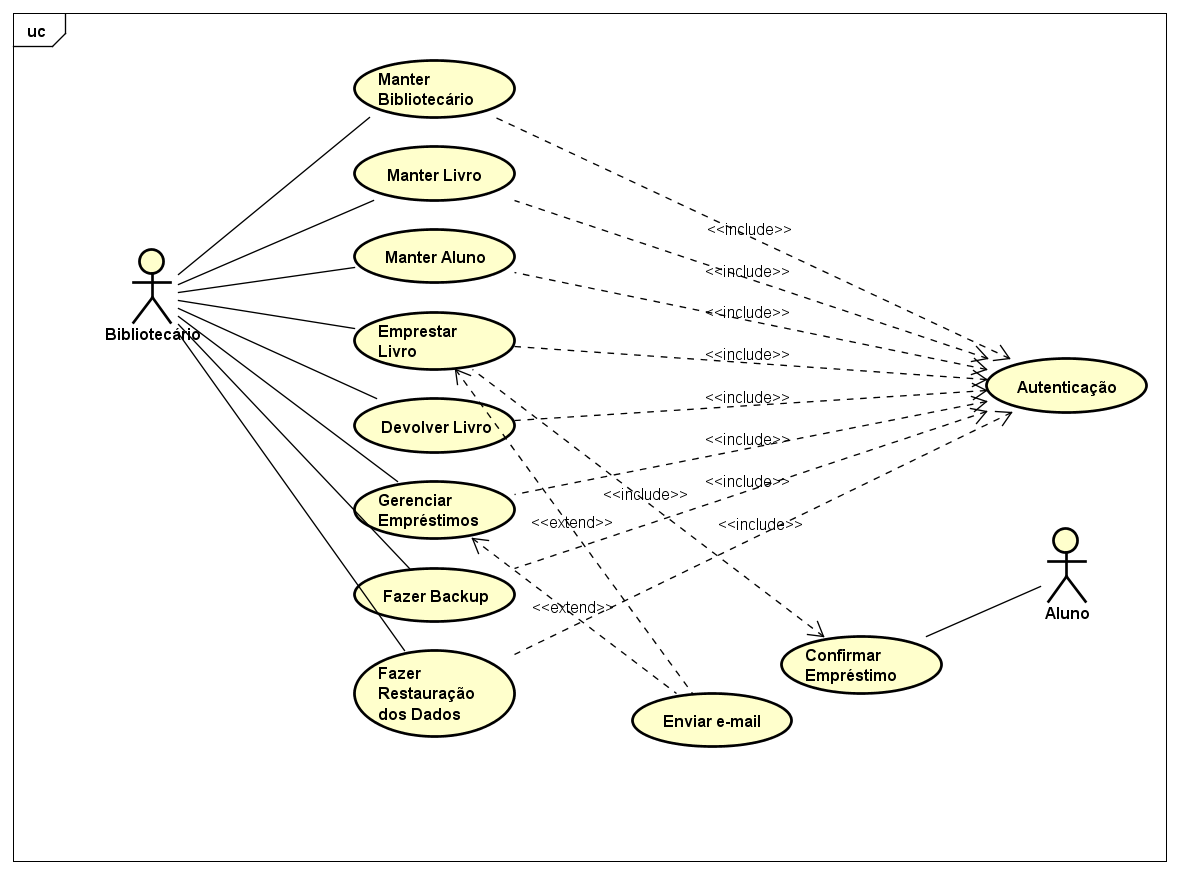 uc
Manter
Bibliotecário
Manter Livro
<<include>>
Manter Aluno
<<include>>
<<include>>
Bibliotecário
Emprestar
Livro
<<include>>
Autenticação
<<include>>
Devolver Livro
<<include>>
<<include>>
Gerenciar
Empréstimos
<<include>>
<<extend>>
<<include>>
Fazer Backup
<<extend>>
Aluno
Confirmar
Empréstimo
Fazer
Restauração
dos Dados
Enviar e-mail